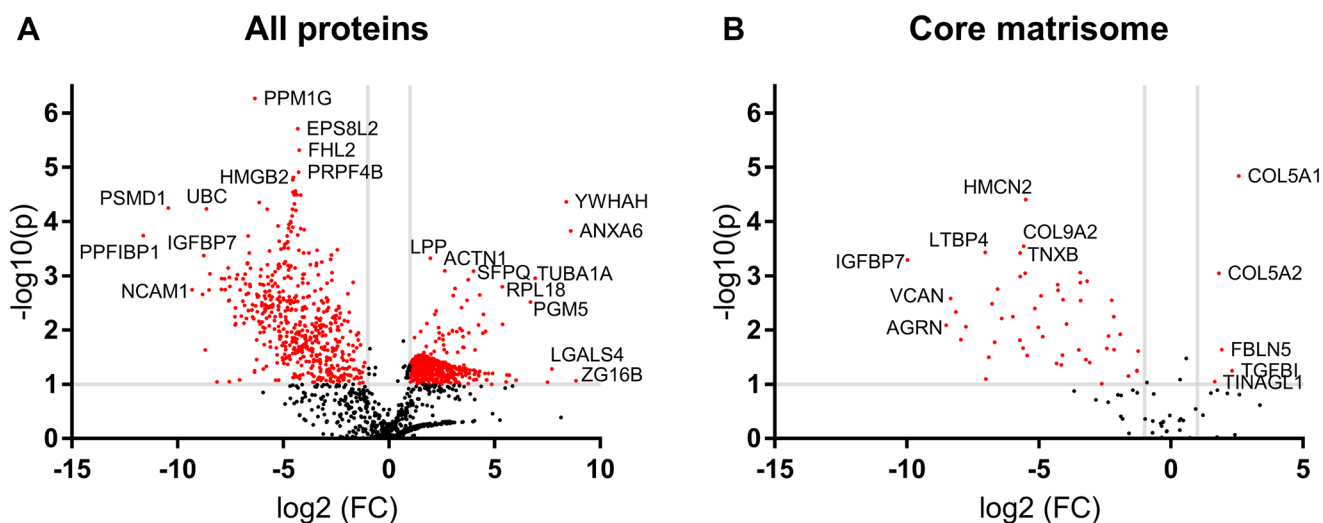 A All proteins
PPM1G
EPS8L2
FHL2
PRPF4B
HMGB2
PSMD1
UBC
YWHAH
ANXA6
IGFBP7
PPFIBP1
LPP
ACTN1
SFPQ
TUBA1A
RPL18
PGM5
NCAM1
LGALS4
ZG16B
6
5
4
3
2
1
0
-log10(p)
-15 -10 -5 0 5 10
log2 (FC)
B Core matrisome
COL5A1
HMCN2
COL9A2
LTBP4
TNXB
IGFBP7
COL5A2
VCAN
AGRN
FBLN5
TGFBI
TINAGL1
6
5
4
3
2
1
0
-log10(p)
-15 -10 -5 0 5
log2 (FC)